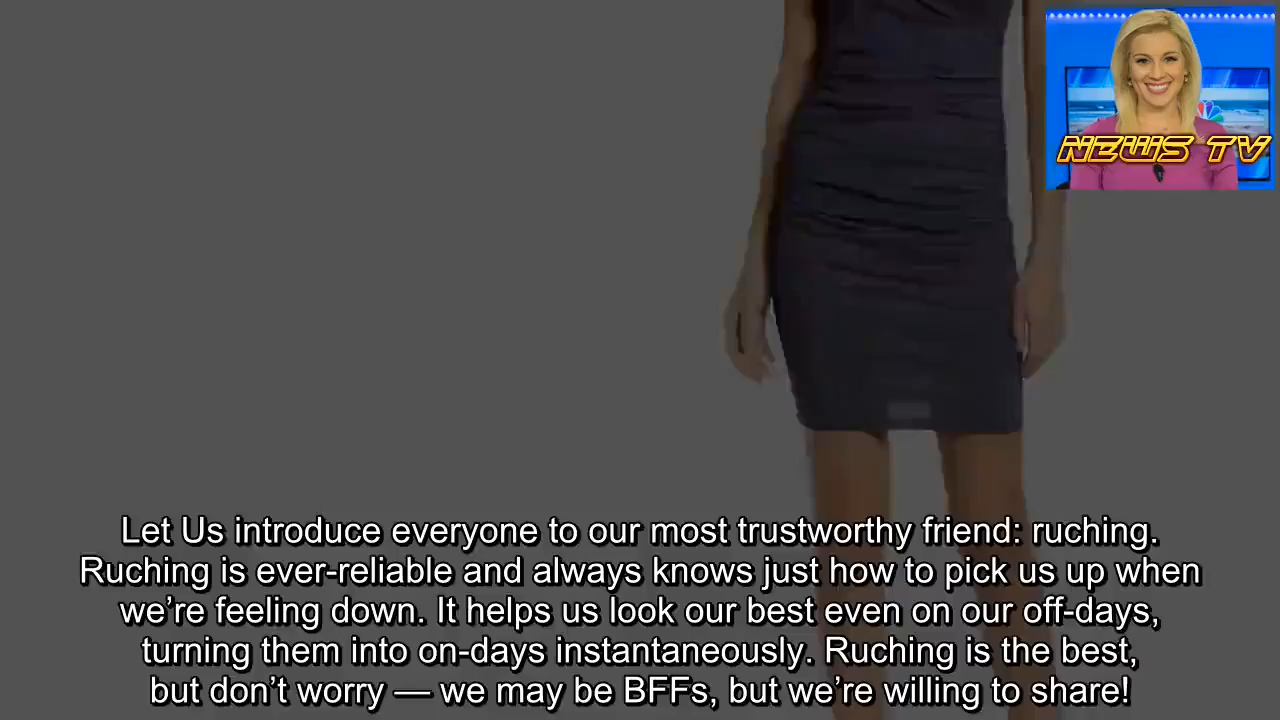 NEWS TV
Let Us introduce everyone to our most trustworthy friend: ruching.
Ruching is ever-reliable and always knows just how to pick us up when
we’re feeling down. It helps us look our best even on our off-days,
turning them into on-days instantaneously. Ruching is the best,
but don’t worry — we may be BFFs, but we’re willing to share!